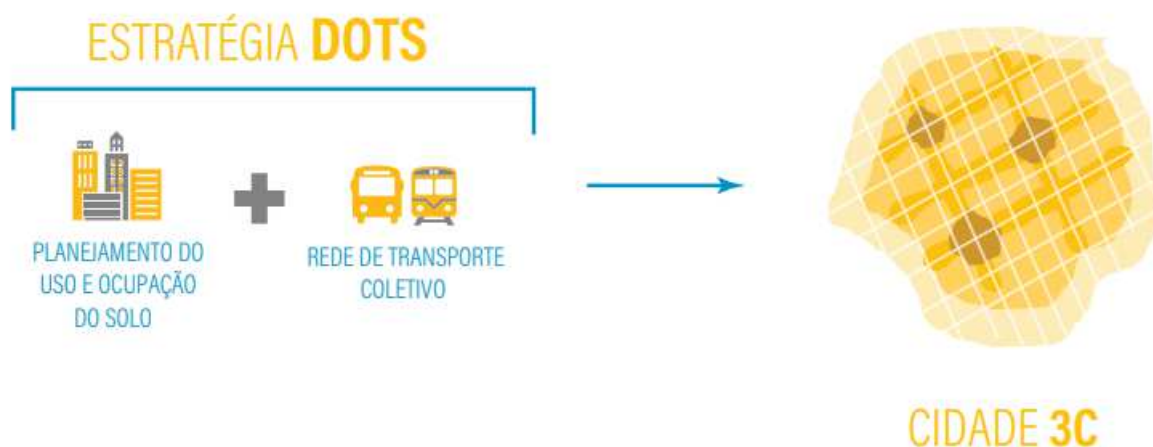 ESTRATÉGIA DOTS
PLANEJAMENTO DO
USO E OCUPAÇÃO
DO SOLO
REDE DE TRANSPORTE
COLETIVO
CIDADE 3C